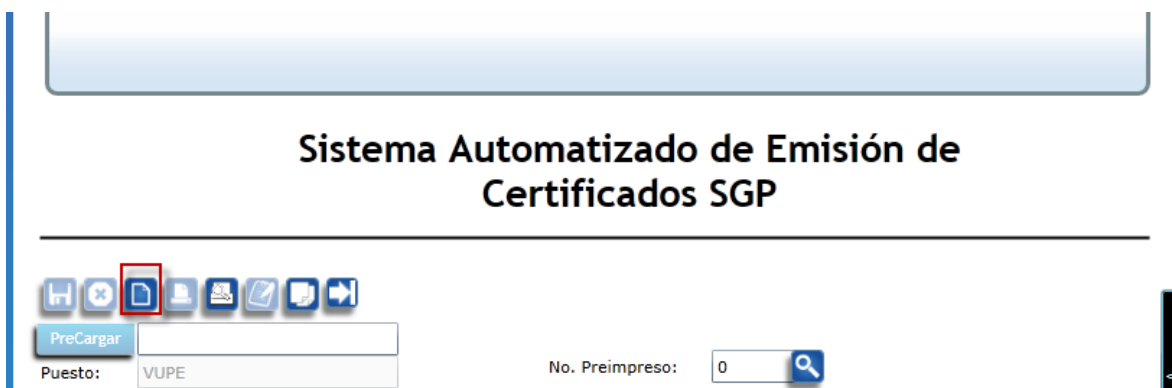 Sistema Automatizado de Emisión de
Certificados SGP
PreCargar
Puesto: VUPE No. Preimpreso: 0